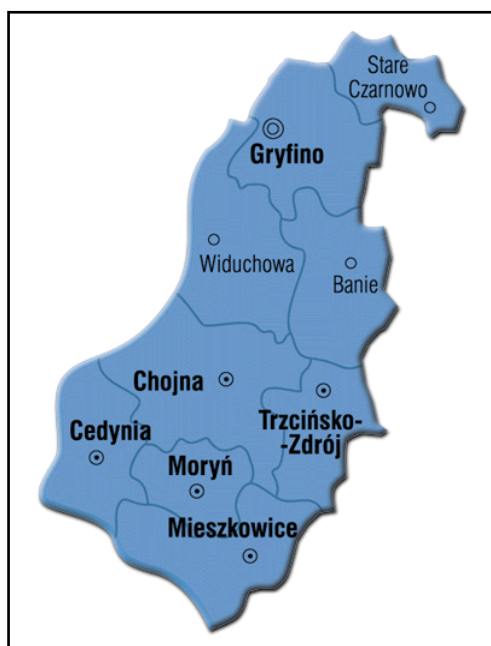 Stare
Czarnowo
Gryfino
Widuchowa
Banie
Chojna
Trzcińsko-
-Zdrój
Cedynia
Moryń
Mieszkowice